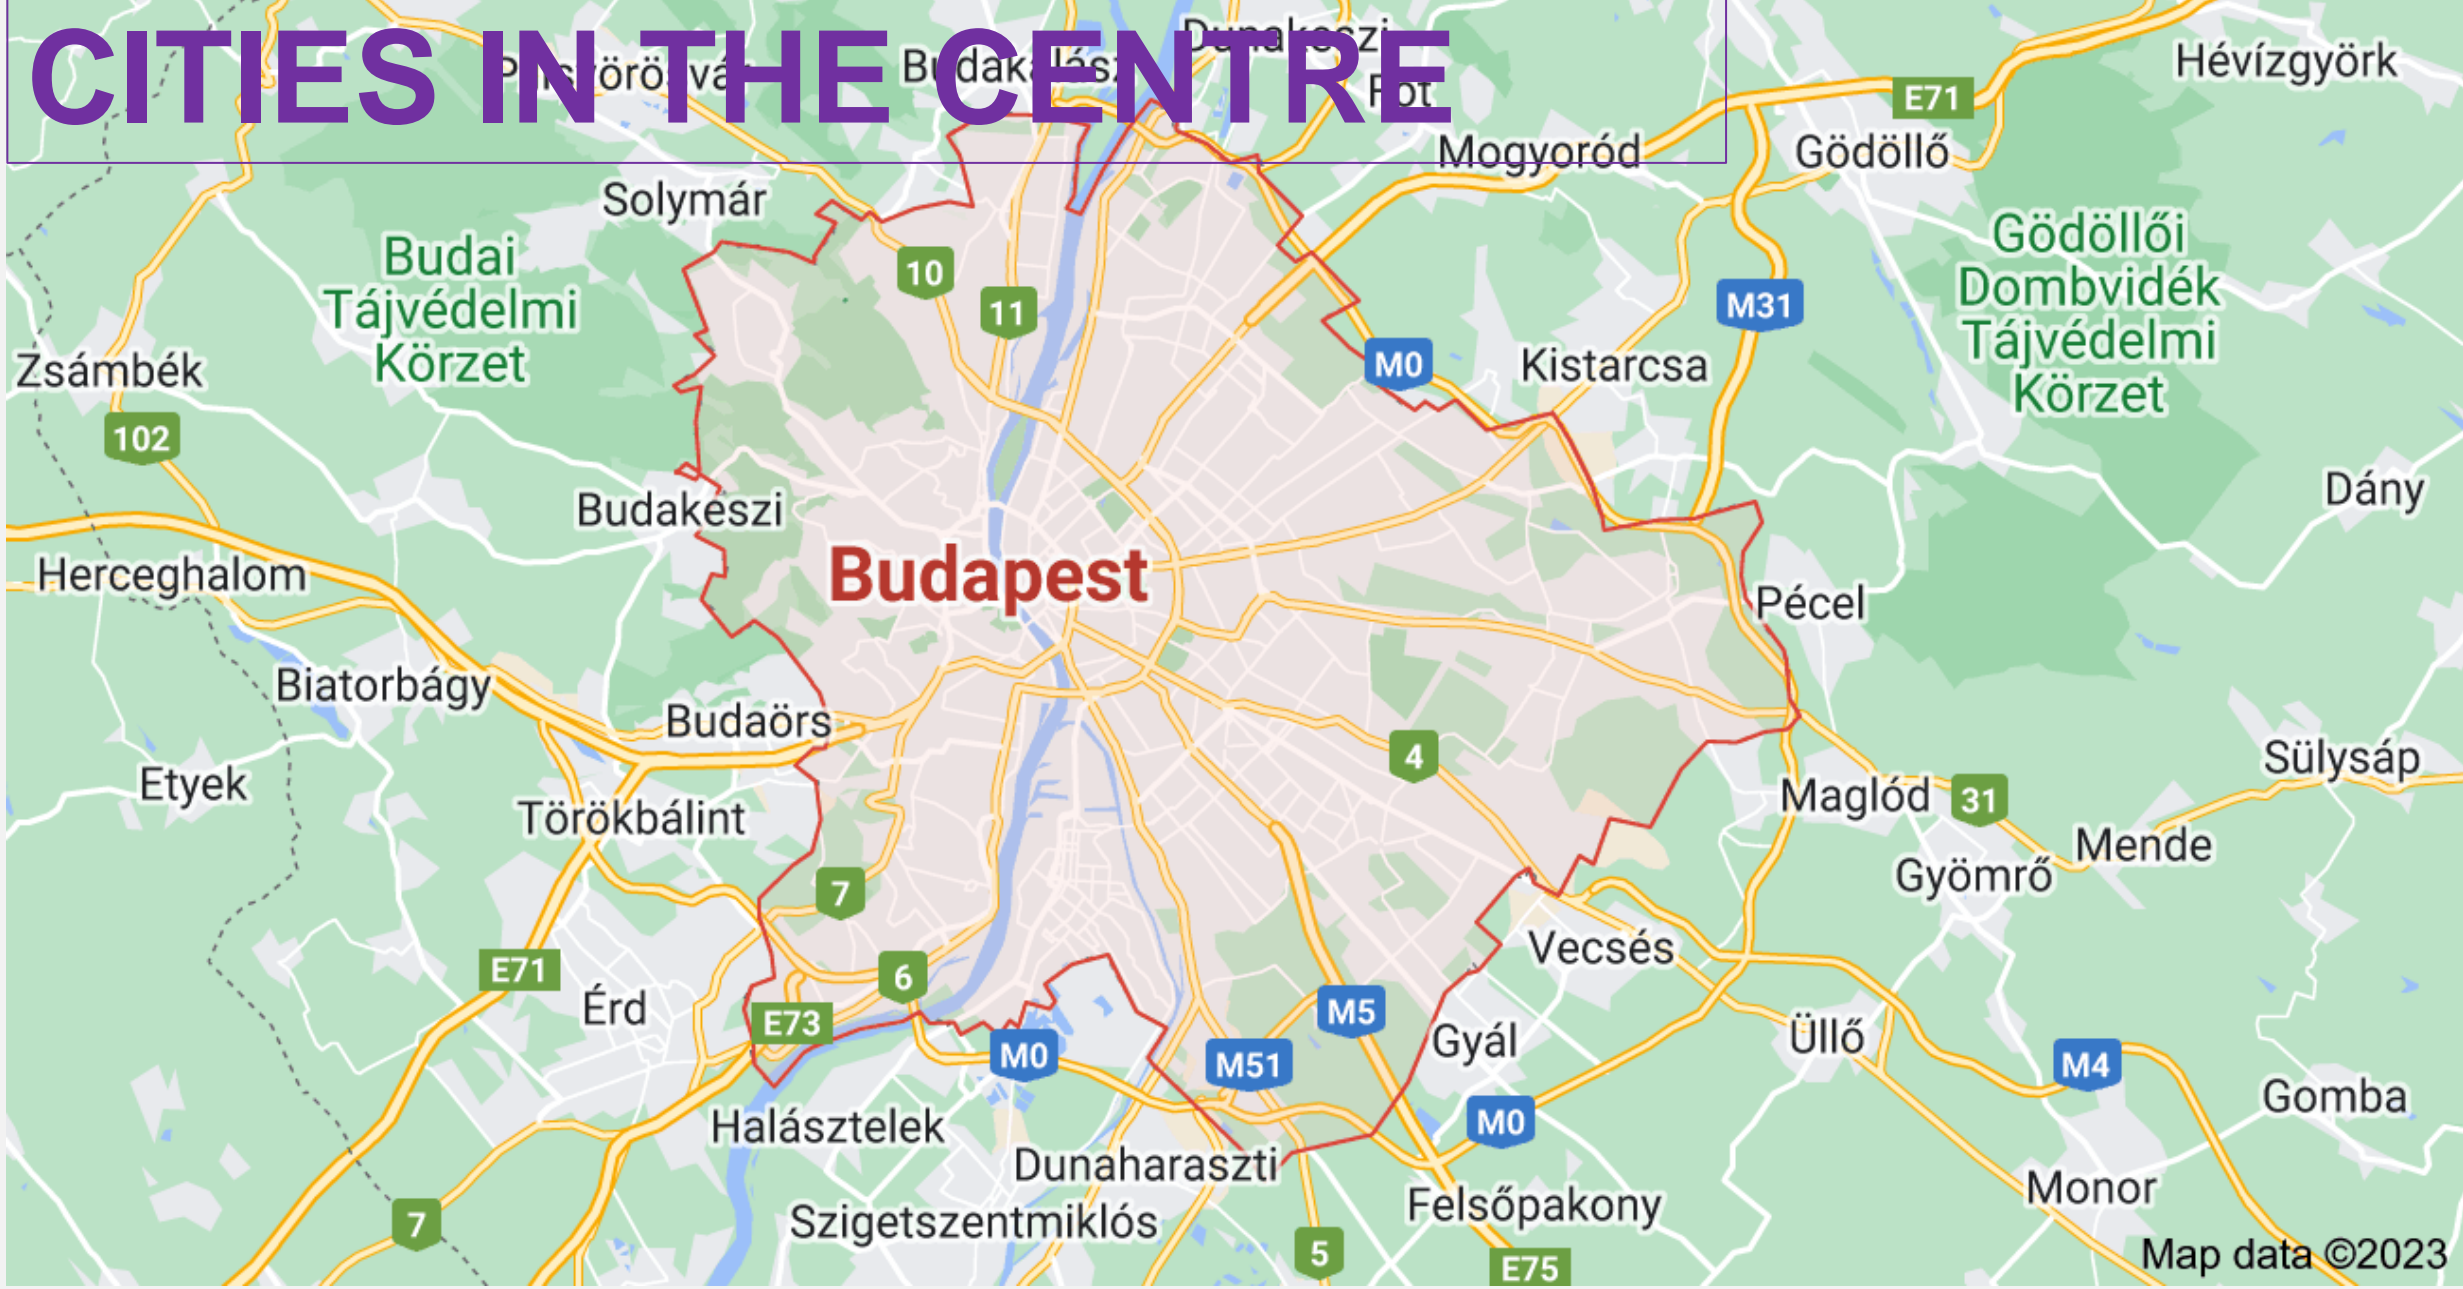 CITIES IN THE CENTRE
Dunakeszi
Budakalász
Fót
Hévízgyörk
E71
Mogyoród
Gödöllő
Solymár
Budai
Tájvédelmi
Körzet
Gödöllői
Dombvidék
Tájvédelmi
Körzet
10
11
M31
M0
Kistarcsa
Zsámbék
102
Budakeszi
Dány
Herceghalom
Budapest
Pécel
Biatorbágy
Budaörs
Etyek
Törökbálint
4
Sülysáp
Maglód
31
Mende
Gyömrő
7
Vecsés
E71
6
Érd
E73
M5
M0
M51
Gyál
Üllő
M4
Gomba
Halásztelek
M0
Dunaharaszti
Szigetszentmiklós
Felsőpakony
Monor
7
5
E75
Map data ©2023